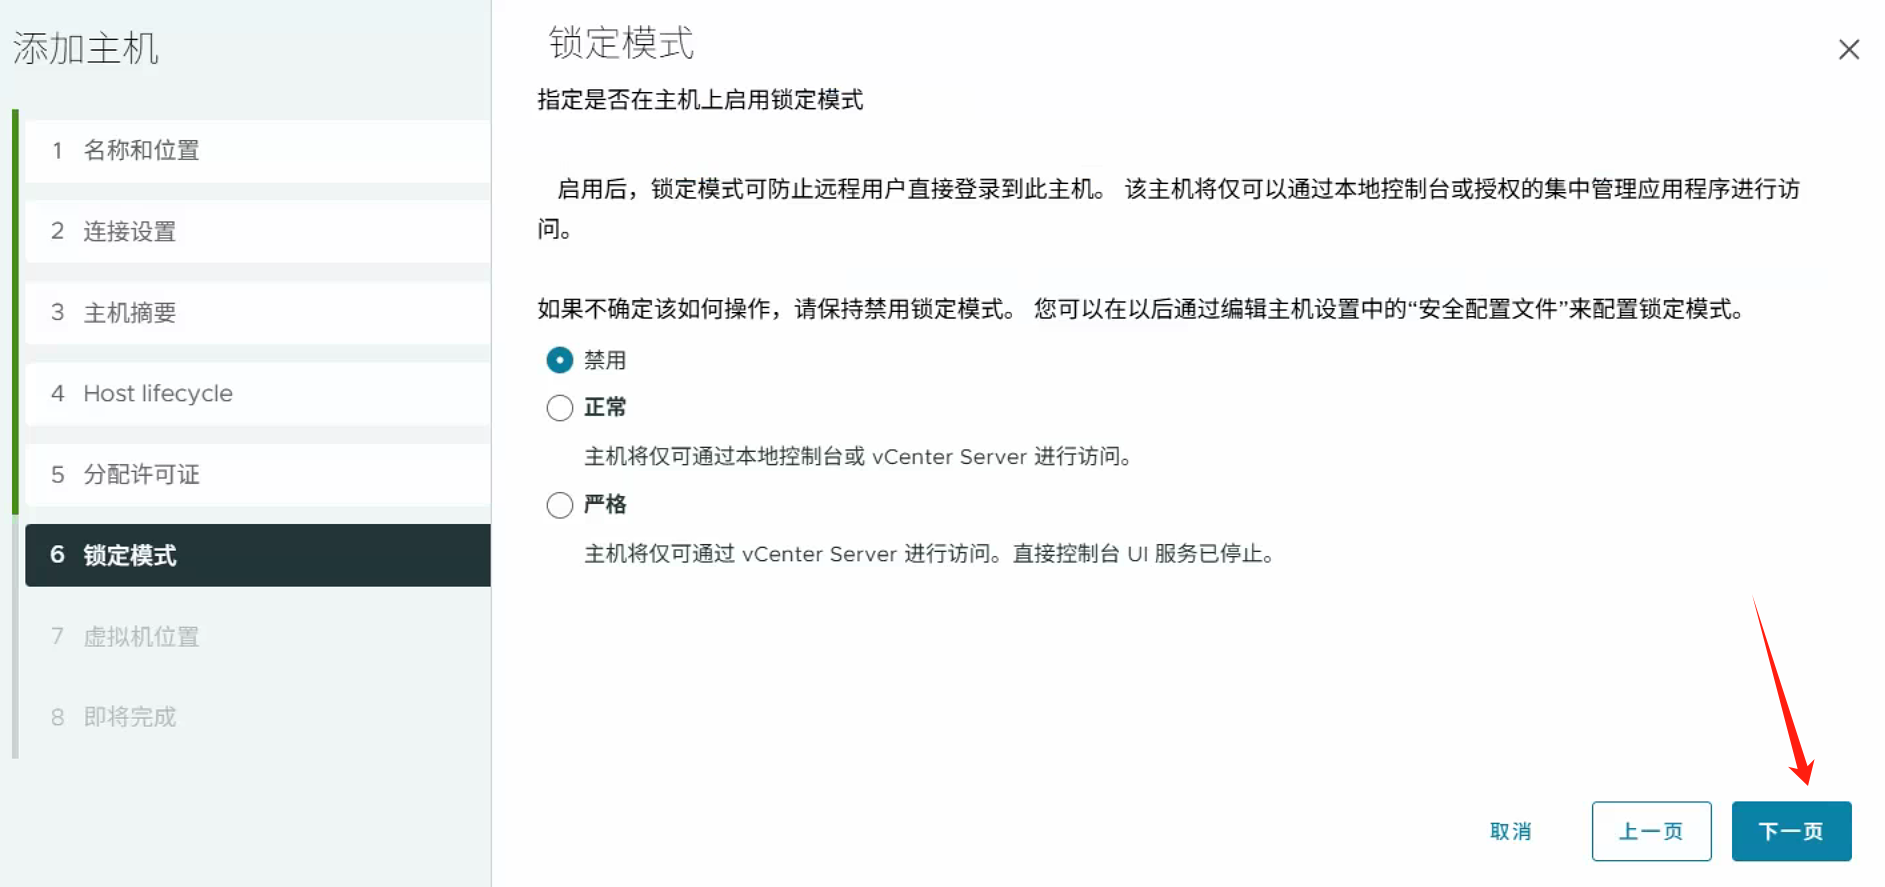 添加主机
1 名称和位置
2 连接设置
3 主机摘要
4 Host lifecycle
5 分配许可证
6 锁定模式
7 虚拟机位置
8 即将完成
锁定模式
指定是否在主机上启用锁定模式
启用后，锁定模式可防止远程用户直接登录到此主机。 该主机将仅可以通过本地控制台或授权的集中管理应用程序进行访
问。
如果不确定该如何操作，请保持禁用锁定模式。 您可以在以后通过编辑主机设置中的“安全配置文件”来配置锁定模式。
禁用
正常
主机将仅可通过本地控制台或 vCenter Server 进行访问。
严格
主机将仅可通过 vCenter Server 进行访问。直接控制台 UI 服务已停止。
取消
上一页
下一页